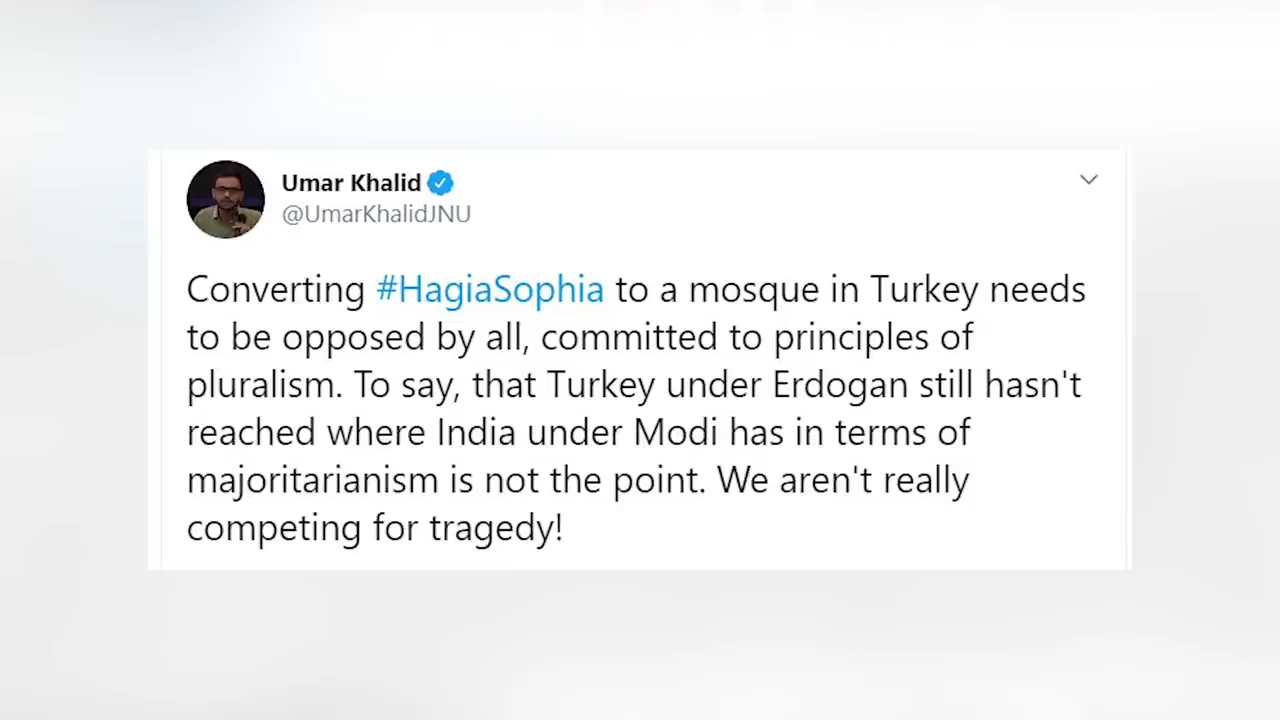 Umar Khalid
@UmarKhalidJNU
Converting #HagiaSophia to a mosque in Turkey needs
to be opposed by all, committed to principles of
pluralism. To say, that Turkey under Erdogan still hasn't
reached where India under Modi has in terms of
majoritarianism is not the point. We aren't really
competing for tragedy!